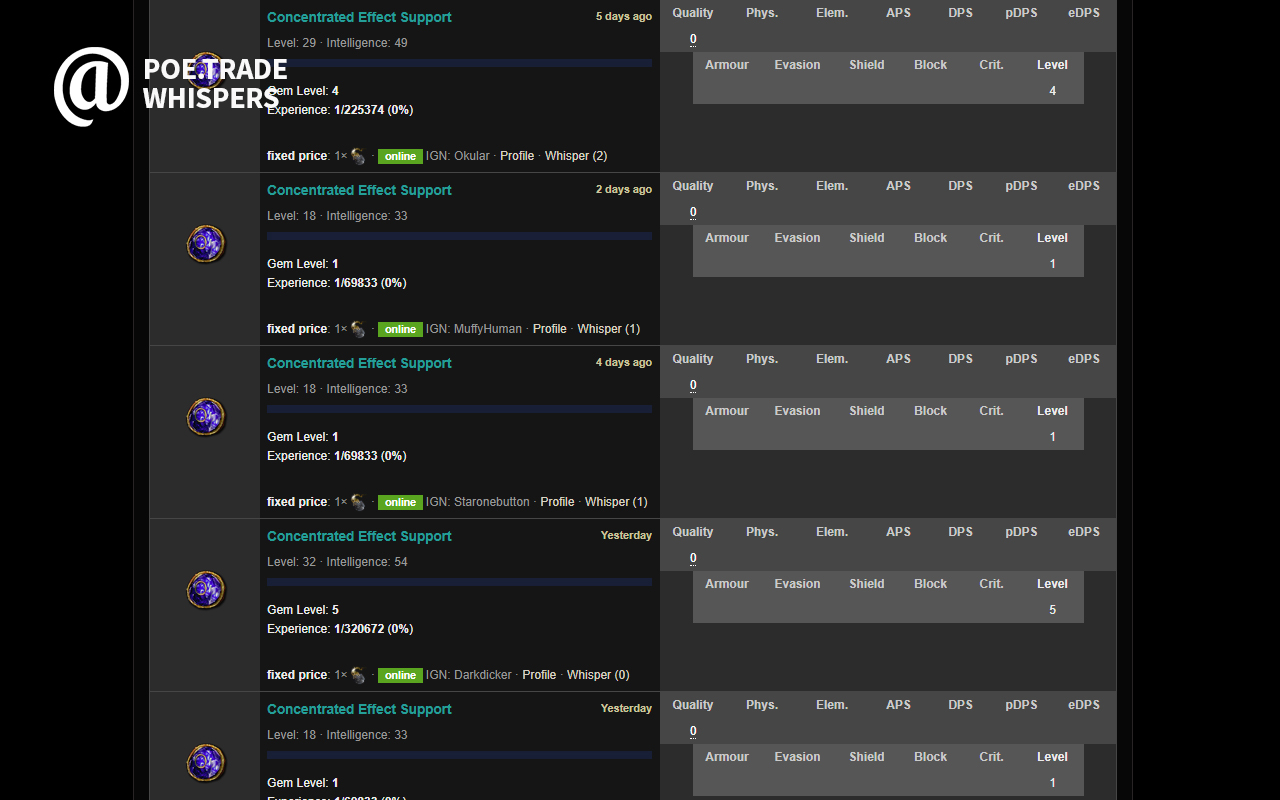 @ POE.TRADE
WHISPERS
Concentrated Effect Support 5 days ago
Level: 29 · Intelligence: 49
Gem Level: 4
Experience: 1/225374 (0%)
fixed price: 1× · online IGN: Okular · Profile · Whisper (2)
Quality Phys. Elem. APS DPS pDPS eDPS
0
Armour Evasion Shield Block Crit. Level
4
Concentrated Effect Support 2 days ago
Level: 18 · Intelligence: 33
Gem Level: 1
Experience: 1/69833 (0%)
fixed price: 1× · online IGN: MuffyHuman · Profile · Whisper (1)
Quality Phys. Elem. APS DPS pDPS eDPS
0
Armour Evasion Shield Block Crit. Level
1
Concentrated Effect Support 4 days ago
Level: 18 · Intelligence: 33
Gem Level: 1
Experience: 1/69833 (0%)
fixed price: 1× · online IGN: Staronebutton · Profile · Whisper (1)
Quality Phys. Elem. APS DPS pDPS eDPS
0
Armour Evasion Shield Block Crit. Level
1
Concentrated Effect Support Yesterday
Level: 32 · Intelligence: 54
Gem Level: 5
Experience: 1/320672 (0%)
fixed price: 1× · online IGN: Darkdicker · Profile · Whisper (0)
Quality Phys. Elem. APS DPS pDPS eDPS
0
Armour Evasion Shield Block Crit. Level
5
Concentrated Effect Support Yesterday
Level: 18 · Intelligence: 33
Gem Level: 1
Experience: 1/69833 (0%)
Quality Phys. Elem. APS DPS pDPS eDPS
0
Armour Evasion Shield Block Crit. Level
1